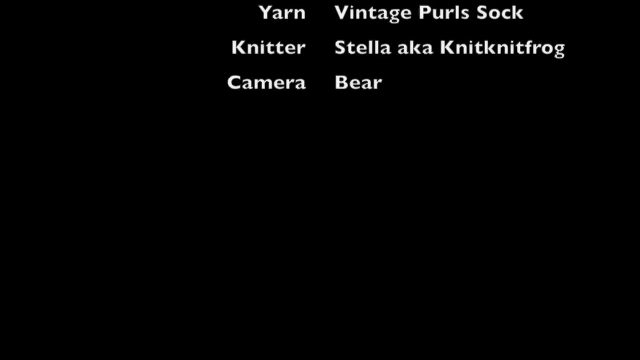 Yarn Vintage Purls Sock
Knitter Stella aka Knitknitfrog
Camera Bear